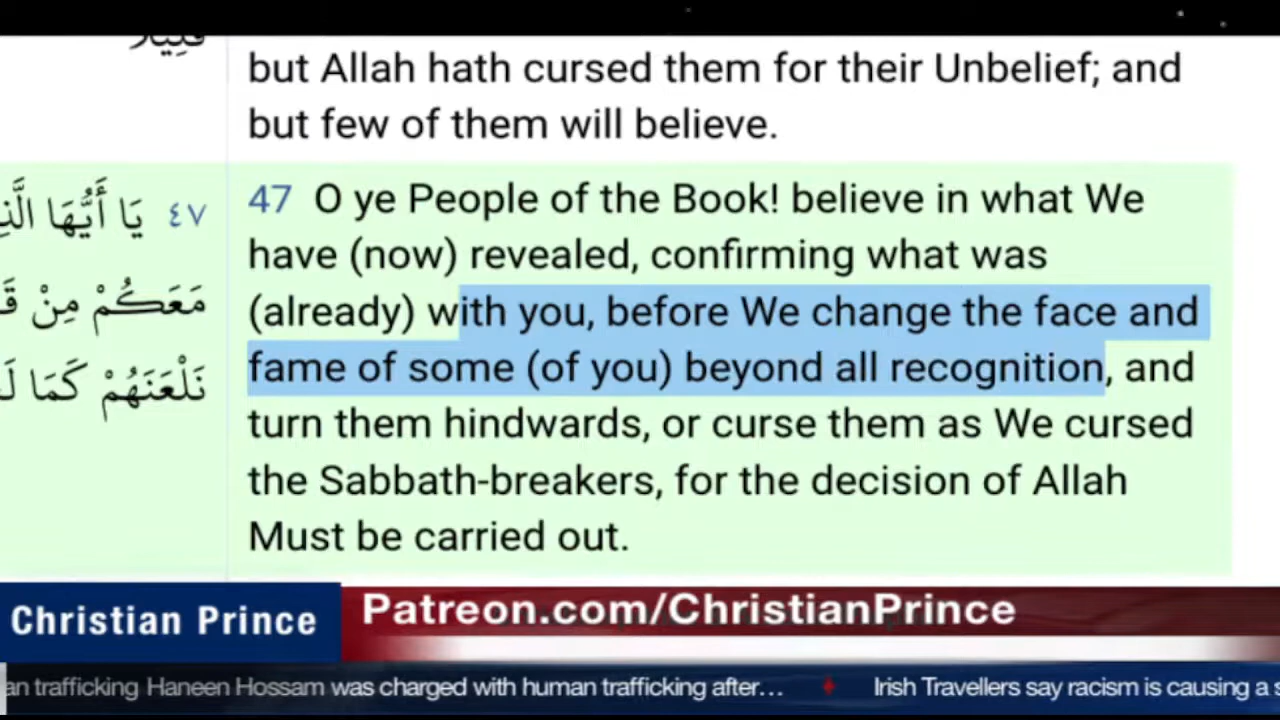 قليلا
but Allah hath cursed them for their Unbelief; and
but few of them will believe.
٤٧ يَا أَيُّهَا
47 O ye People of the Book! believe in what We
have (now) revealed, confirming what was
مَعَكُمْ مِنْ
(already) with you, before We change the face and
fame of some (of you) beyond all recognition, and
نَلْعَنَهُمْ كَمَا
turn them hindwards, or curse them as We cursed
the Sabbath-breakers, for the decision of Allah
Must be carried out.
Christian Prince
Patreon.com/ChristianPrince
an trafficking Haneen Hossam was charged with human trafficking after... Irish Travellers say racism is causing a s